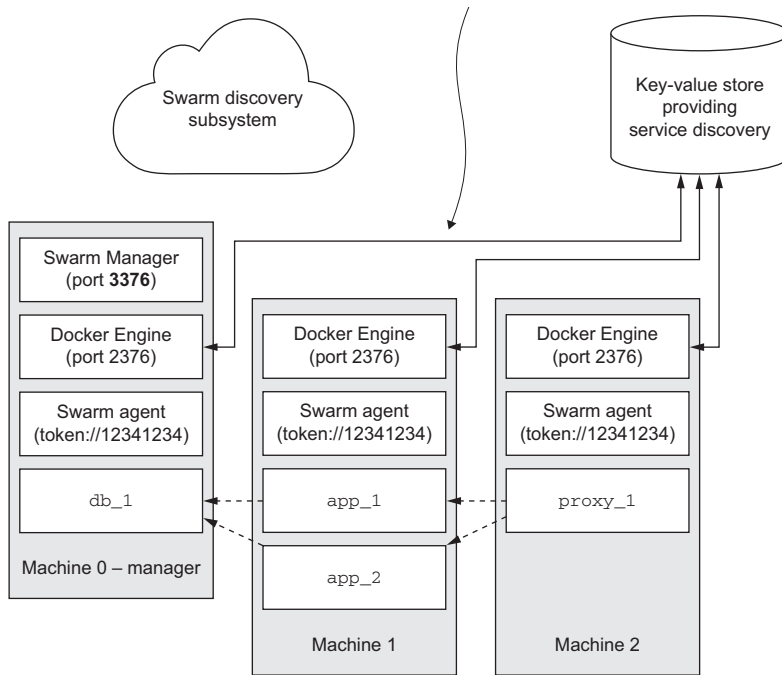 Swarm discovery
subsystem
Key-value store
providing
service discovery
Swarm Manager
(port 3376)
Docker Engine
(port 2376)
Swarm agent
(token://12341234)
db_1
Machine 0 – manager
Docker Engine
(port 2376)
Swarm agent
(token://12341234)
app_1
app_2
Machine 1
Docker Engine
(port 2376)
Swarm agent
(token://12341234)
proxy_1
Machine 2